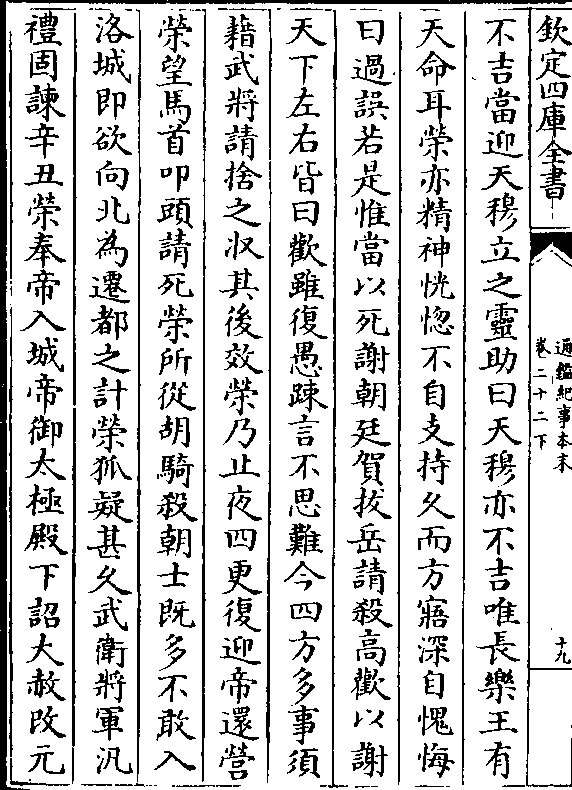 欽定四庫全書
通鑑紀事本末
卷二十二下
十九
不吉當迎天穆立之靈助曰天穆亦不吉唯長樂王有
天命耳榮亦精神恍惚不自支持久而方寤深自愧悔
曰過誤若是惟當以死謝朝廷賀拔岳請殺高歡以謝
天下左右皆曰歡雖復愚踈言不思難今四方多事須
藉武將請捨之収其後效榮乃止夜四更復迎帝還營
榮望馬首叩頭請死榮所從胡騎殺朝士既多不敢入
洛城即欲向北為遷都之計榮狐疑甚久武衛將軍汎
禮固諫辛丑榮奉帝入城帝御太極殿下詔大赦改元